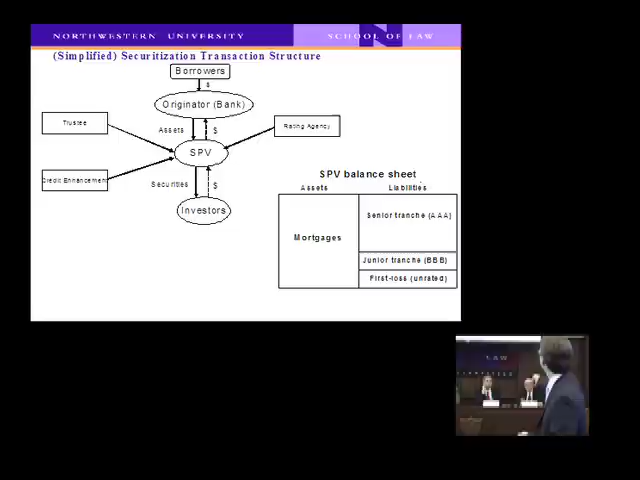 NORTHWESTERN UNIVERSITY SCHOOL OF LAW
(Simplified) Securitization Transaction Structure
Borrowers
$
Originator (Bank)
Trustee
Assets
$
Rating Agency
SPV
SPV balance sheet
Credit Enhancement
Securities
$
Assets
Liabilities
Investors
Senior tranche (AAA)
Mortgages
Junior tranche (BBB)
First-loss (unrated)
LAW